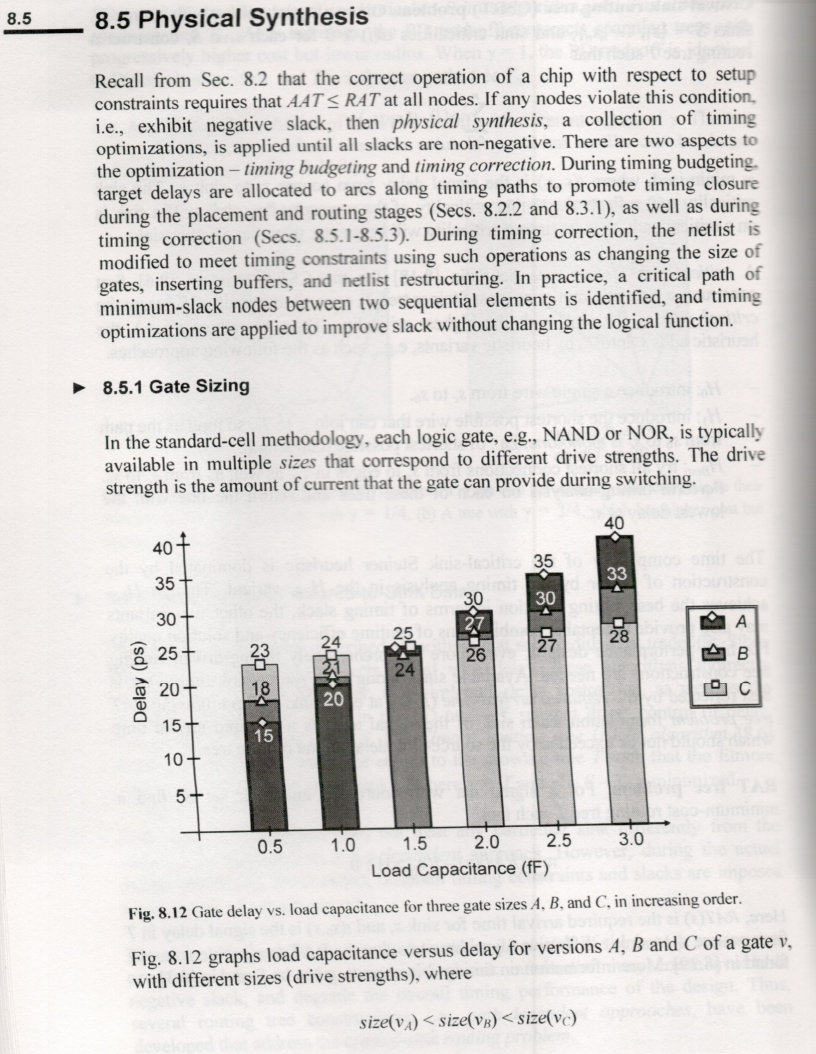 8.5
8.5 Physical Synthesis
Recall from Sec. 8.2 that the correct operation of a chip with respect to setup
constraints requires that AAT ≤ RAT at all nodes. If any nodes violate this condition,
i.e., exhibit negative slack, then physical synthesis, a collection of timing
optimizations, is applied until all slacks are non-negative. There are two aspects to
the optimization – timing budgeting and timing correction. During timing budgeting,
target delays are allocated to arcs along timing paths to promote timing closure
during the placement and routing stages (Secs. 8.2.2 and 8.3.1), as well as during
timing correction (Secs. 8.5.1-8.5.3). During timing correction, the netlist is
modified to meet timing constraints using such operations as changing the size of
gates, inserting buffers, and netlist restructuring. In practice, a critical path of
minimum-slack nodes between two sequential elements is identified, and timing
optimizations are applied to improve slack without changing the logical function.
► 8.5.1 Gate Sizing
In the standard-cell methodology, each logic gate, e.g., NAND or NOR, is typically
available in multiple sizes that correspond to different drive strengths. The drive
strength is the amount of current that the gate can provide during switching.
Delay (ps)
40
35
30
25
20
15
10
5
23
18
15
24
21
20
25
24
30
27
26
35
30
27
40
33
28
A
B
C
0.5 1.0 1.5 2.0 2.5 3.0
Load Capacitance (fF)
Fig. 8.12 Gate delay vs. load capacitance for three gate sizes A, B, and C, in increasing order.
Fig. 8.12 graphs load capacitance versus delay for versions A, B and C of a gate v,
with different sizes (drive strengths), where
size(vA) < size(vB) < size(vC)